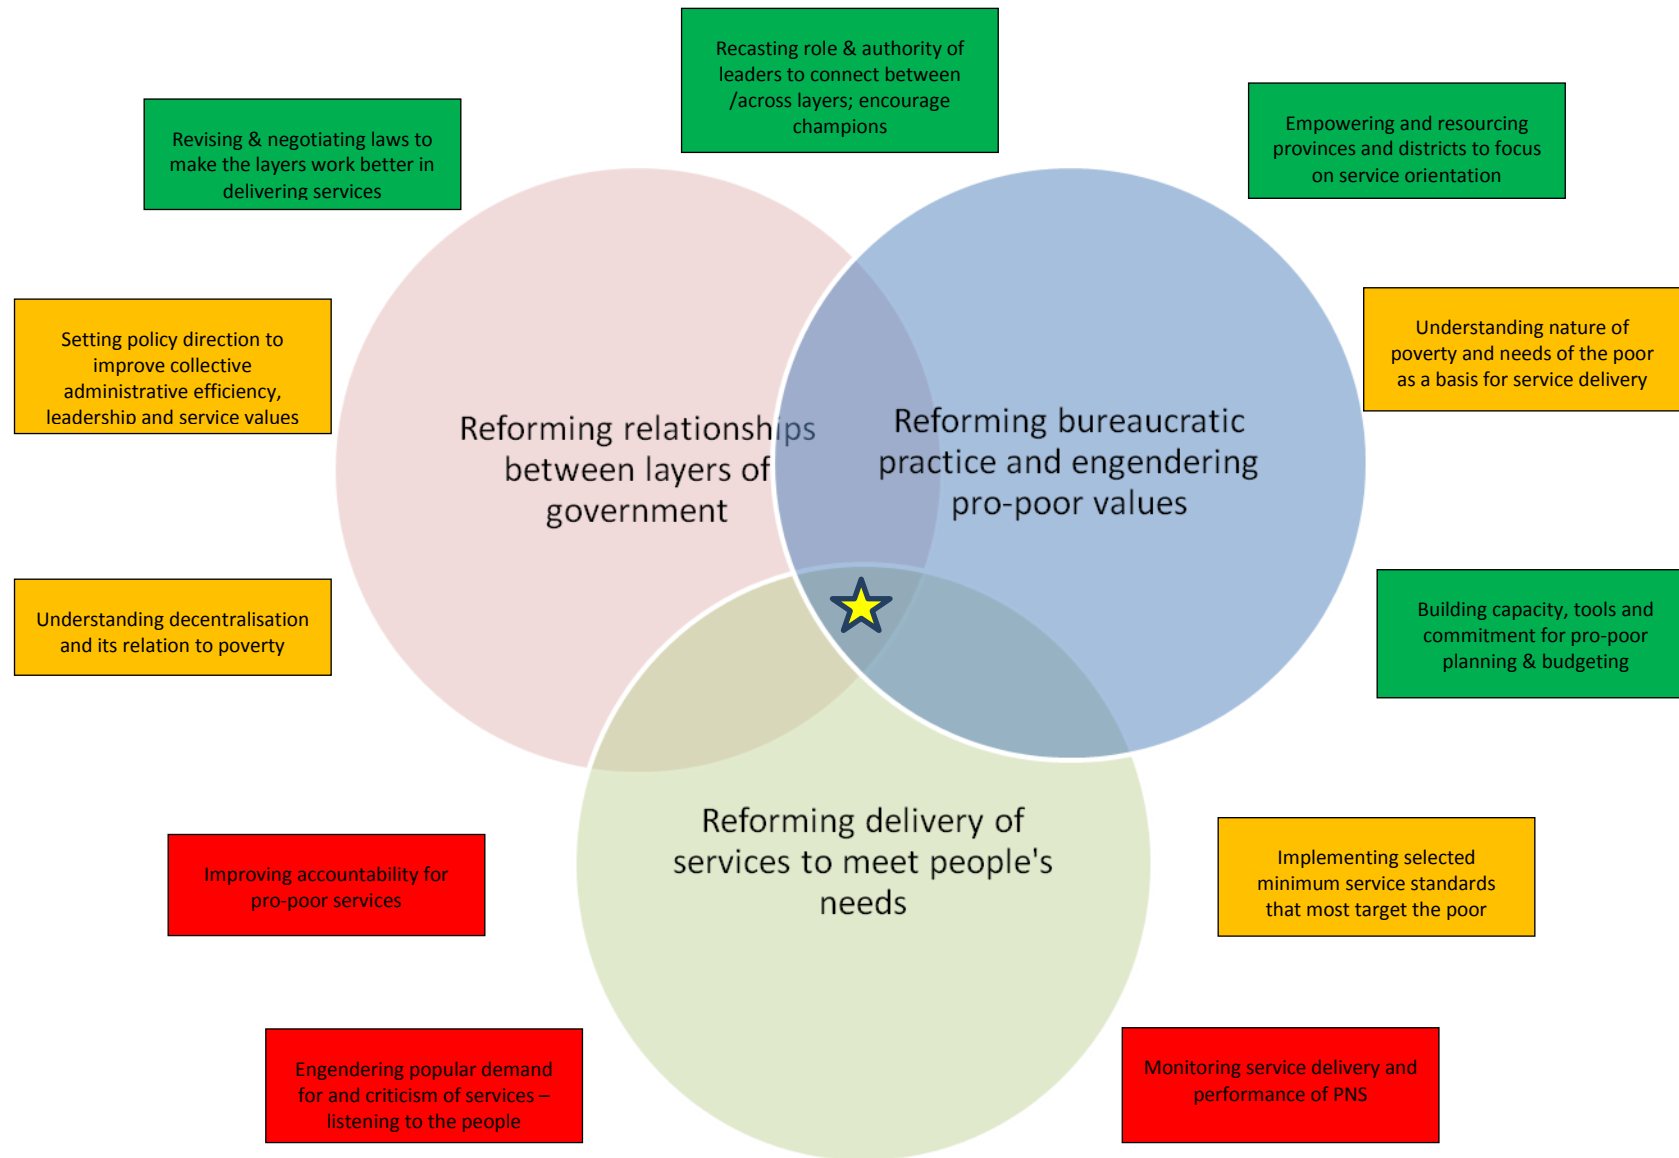 Recasting role & authority of
leaders to connect between
/across layers; encourage
champions
Revising & negotiating laws to
make the layers work better in
delivering services
Empowering and resourcing
provinces and districts to focus
on service orientation
Setting policy direction to
improve collective
administrative efficiency,
leadership and service values
Understanding nature of
poverty and needs of the poor
as a basis for service delivery
Reforming relationships
between layers of
government
Reforming bureaucratic
practice and engendering
pro-poor values
Understanding decentralisation
and its relation to poverty
Building capacity, tools and
commitment for pro-poor
planning & budgeting
Reforming delivery of
services to meet people's
needs
Improving accountability for
pro-poor services
Implementing selected
minimum service standards
that most target the poor
Engendering popular demand
for and criticism of services –
listening to the people
Monitoring service delivery and
performance of PNS